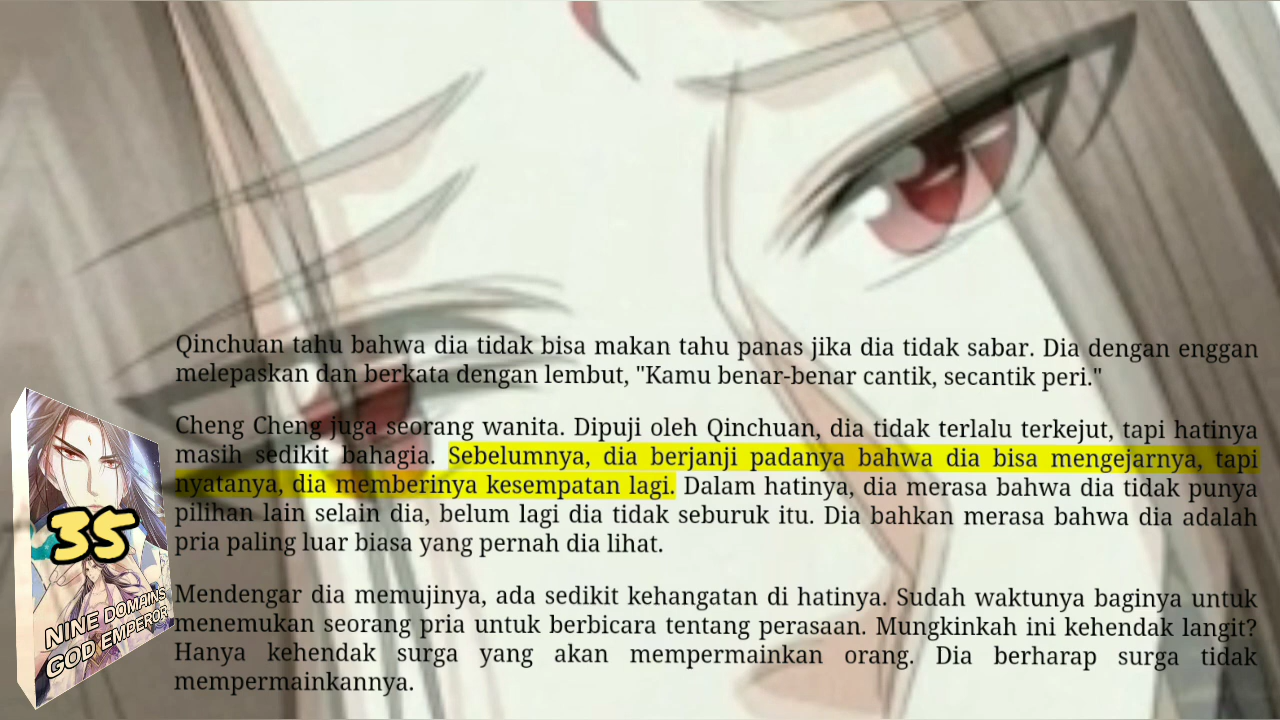 Qinchuan tahu bahwa dia tidak bisa makan tahu panas jika dia tidak sabar. Dia dengan enggan
melepaskan dan berkata dengan lembut, "Kamu benar-benar cantik, secantik peri."
Cheng Cheng juga seorang wanita. Dipuji oleh Qinchuan, dia tidak terlalu terkejut, tapi hatinya
masih sedikit bahagia. Sebelumnya, dia berjanji padanya bahwa dia bisa mengejarnya, tapi
nyatanya, dia memberinya kesempatan lagi. Dalam hatinya, dia merasa bahwa dia tidak punya
pilihan lain selain dia, belum lagi dia tidak seburuk itu. Dia bahkan merasa bahwa dia adalah
pria paling luar biasa yang pernah dia lihat.
Mendengar dia memujinya, ada sedikit kehangatan di hatinya. Sudah waktunya baginya untuk
menemukan seorang pria untuk berbicara tentang perasaan. Mungkinkah ini kehendak langit?
Hanya kehendak surga yang akan mempermainkan orang. Dia berharap surga tidak
mempermainkannya.
35
NINE DOMAINS
GOD EMPEROR